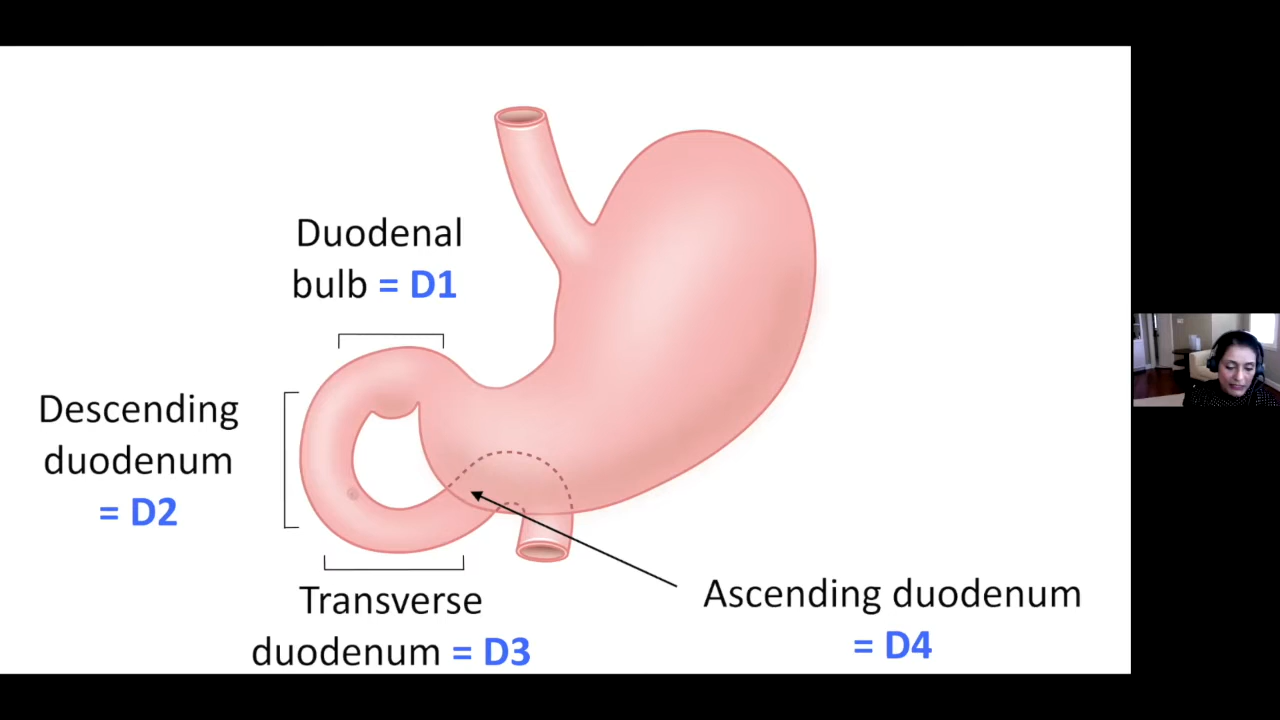 Duodenal
bulb = D1
Descending
duodenum
= D2
Transverse
duodenum = D3
Ascending duodenum
= D4